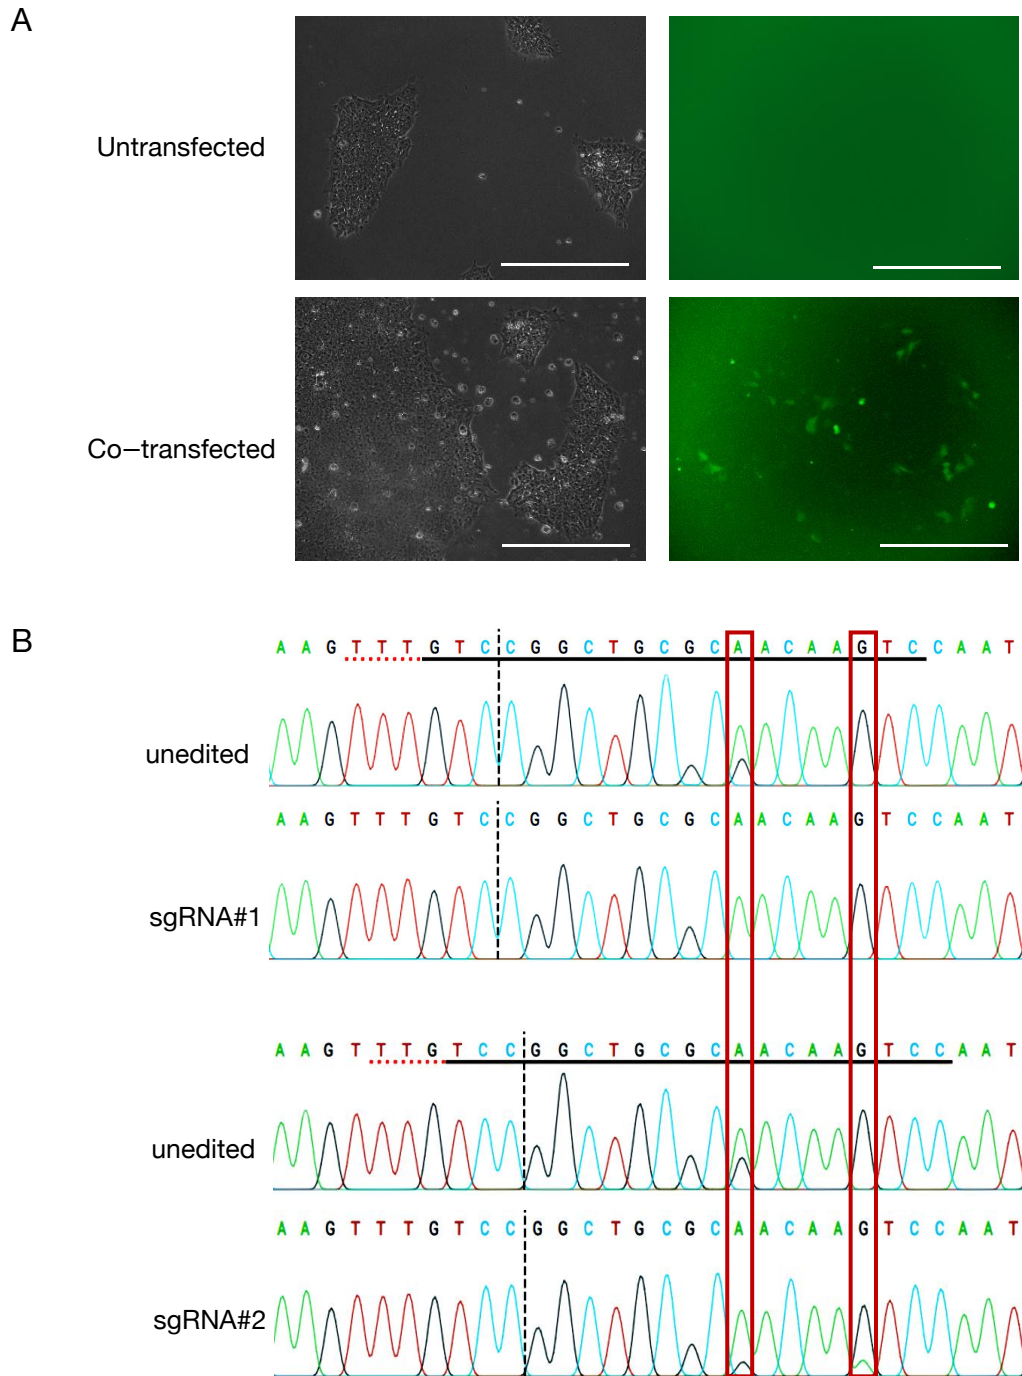 A
Untransfected
Co–transfected
B
A A G T T T G T C C G G C T G C G C A A C A A G T C C A A T
unedited
A A G T T T G T C C G G C T G C G C A A C A A G T C C A A T
sgRNA#1
A A G T T T G T C C G G C T G C G C A A C A A G T C C A A T
unedited
A A G T T T G T C C G G C T G C G C A A C A A G T C C A A T
sgRNA#2